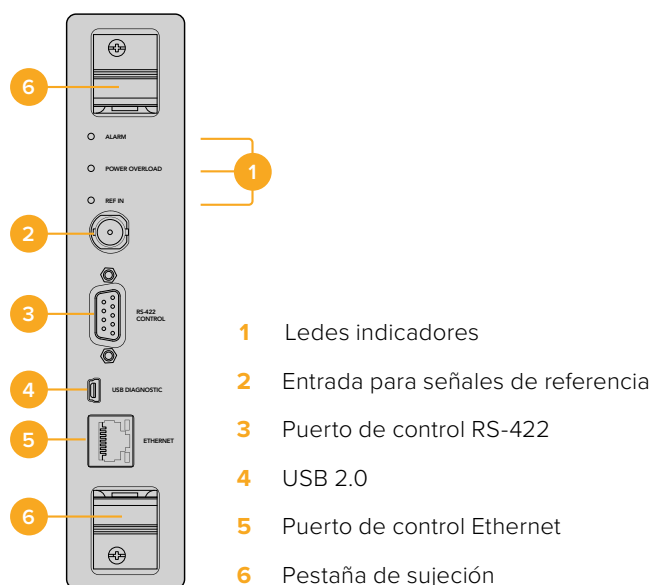 6
ALARM
POWER OVERLOAD
1
REF IN
2
3
RS-422
CONTROL
4
USB DIAGNOSTIC
5
ETHERNET
6
1 Ledes indicadores
2 Entrada para señales de referencia
3 Puerto de control RS-422
4 USB 2.0
5 Puerto de control Ethernet
6 Pestaña de sujeción